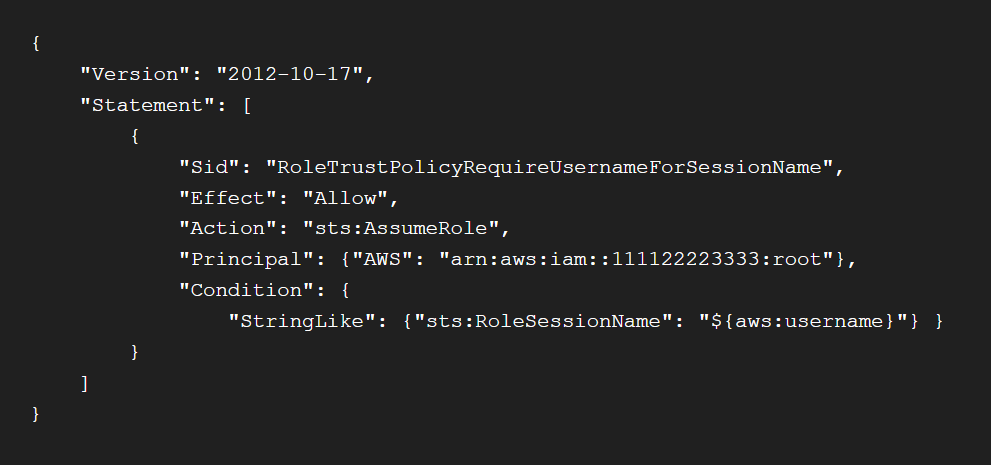 {
"Version": "2012-10-17",
"Statement": [
{
"Sid": "RoleTrustPolicyRequireUsernameForSessionName",
"Effect": "Allow",
"Action": "sts:AssumeRole",
"Principal": {"AWS": "arn:aws:iam::111122223333:root"},
"Condition": {
"StringLike": {"sts:RoleSessionName": "${aws:username}"} }
}
]
}